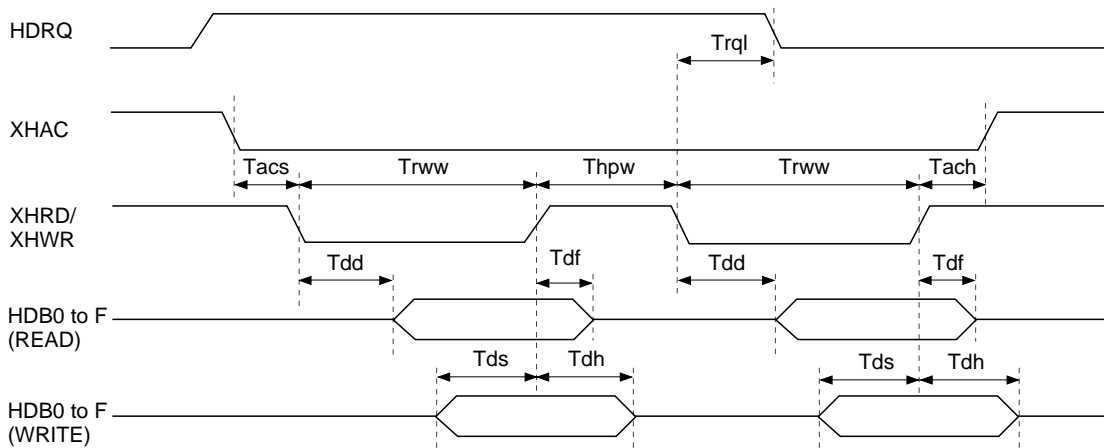 HDRQ
Trql
XHAC
Tacs Trww Thpw Trww Tach
XHRD/
XHWR
Tdd Tdf Tdd Tdf
HDB0 to F
(READ)
Tds Tdh Tds Tdh
HDB0 to F
(WRITE)